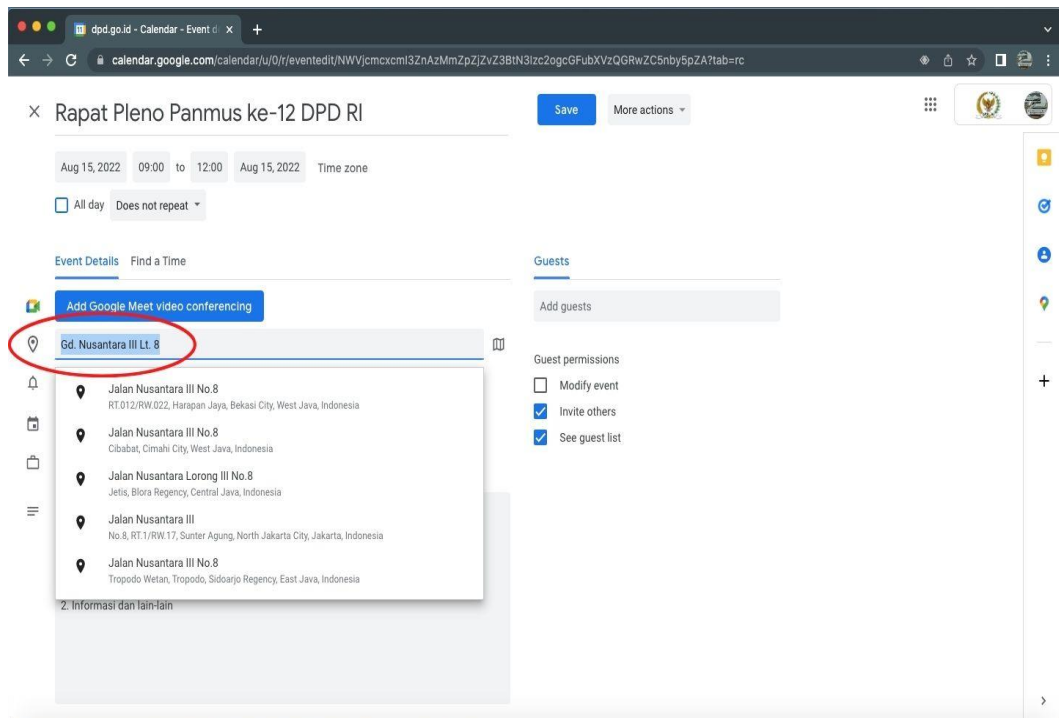 dpd.go.id - Calendar - Event d
calendar.google.com/calendar/u/0/r/eventedit/NWVjcmcxcml3ZnAzMmZpZjZvZ3BtN3Izc2ogcGFubXVzQGRwZC5nby5pZA?tab=rc
Rapat Pleno Panmus ke-12 DPD RI
Save
More actions
Aug 15, 2022 09:00 to 12:00 Aug 15, 2022 Time zone
All day Does not repeat
Event Details Find a Time
Guests
Add Google Meet video conferencing
Add guests
Gd. Nusantara III Lt. 8
Guest permissions
Modify event
Invite others
See guest list
Jalan Nusantara III No.8
RT.012/RW.022, Harapan Jaya, Bekasi City, West Java, Indonesia
Jalan Nusantara III No.8
Cibabat, Cimahi City, West Java, Indonesia
Jalan Nusantara Lorong III No.8
Jetis, Blora Regency, Central Java, Indonesia
Jalan Nusantara III
No.8, RT.1/RW.17, Sunter Agung, North Jakarta City, Jakarta, Indonesia
Jalan Nusantara III No.8
Tropodo Wetan, Tropodo, Sidoarjo Regency, East Java, Indonesia
2. Informasi dan lain-lain